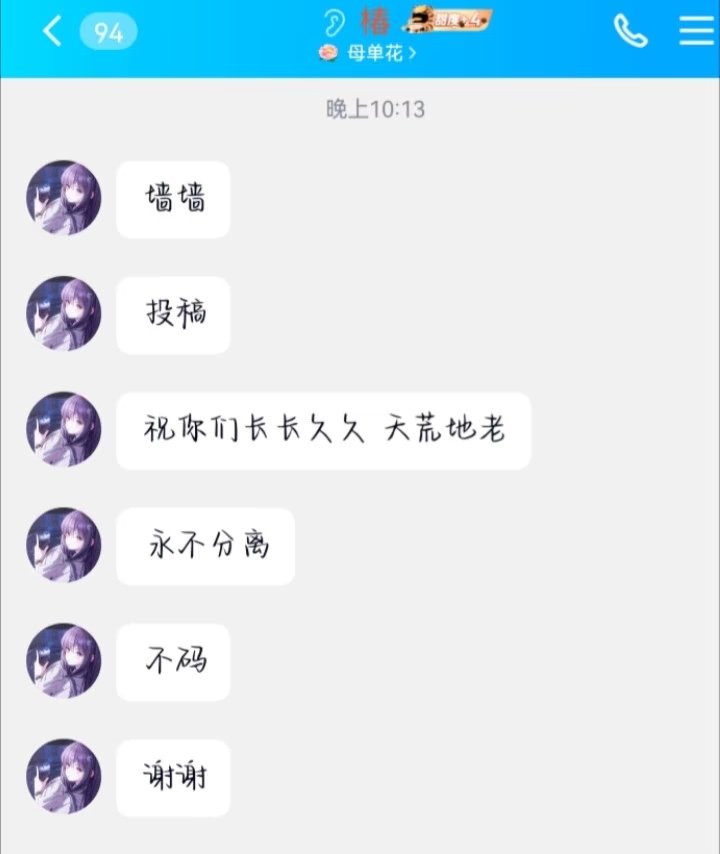 94
椿
甜度+4
母单花
晚上10:13
墙墙
投稿
祝你们长长久久 天荒地老
永不分离
不码
谢谢